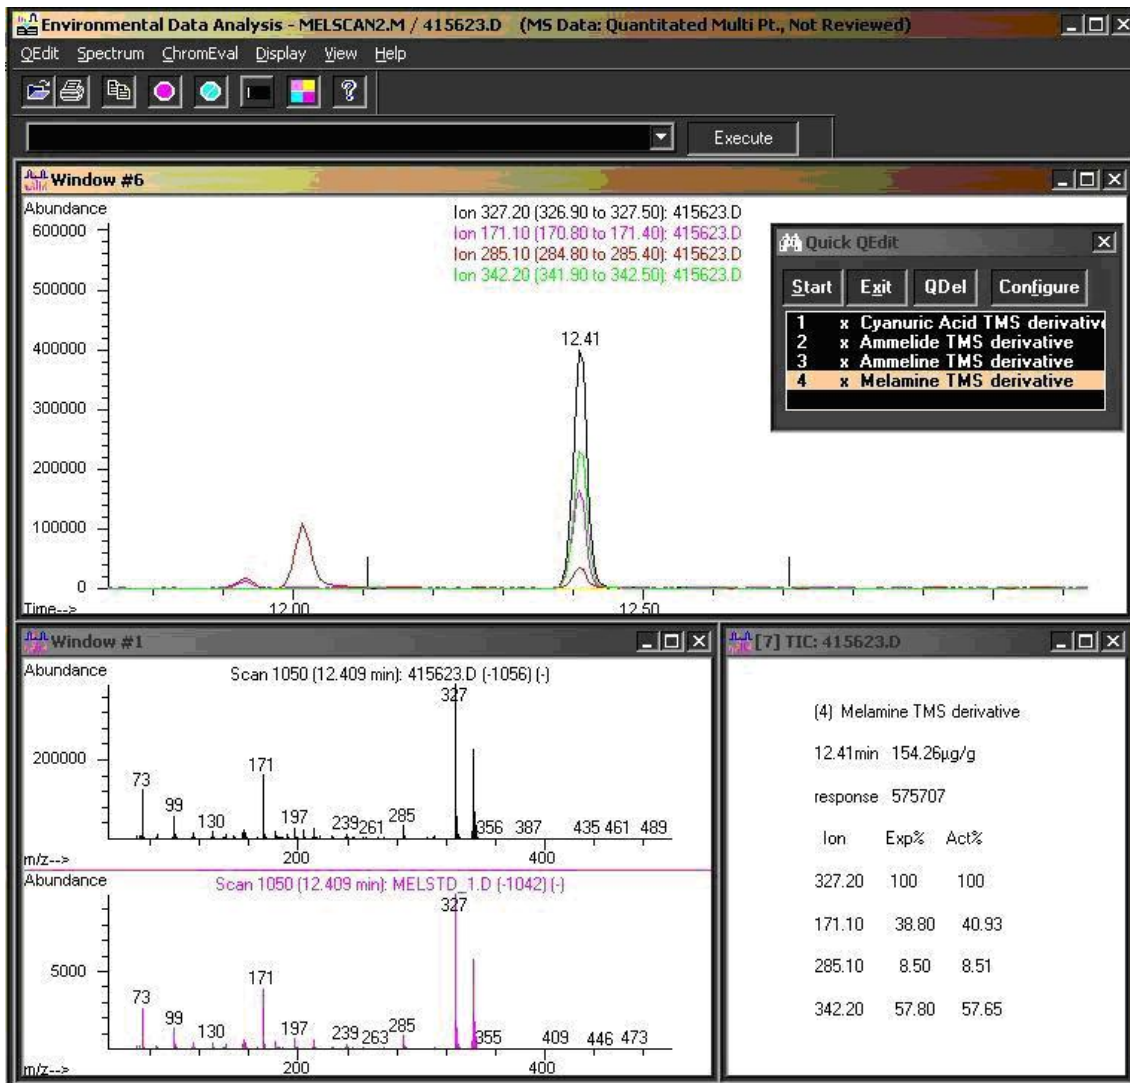 Environmental Data Analysis - MELSCAN2.M / 415623.D (MS Data: Quantitated Multi Pt., Not Reviewed)
QEdit Spectrum ChromEval Display View Help
Execute
Window #6
Abundance
Ion 327.20 (326.90 to 327.50): 415623.D
Ion 171.10 (170.80 to 171.40): 415623.D
Ion 285.10 (284.80 to 285.40): 415623.D
Ion 342.20 (341.90 to 342.50): 415623.D
600000
500000
400000
300000
200000
100000
0
12.41
Time-->
12.00 12.50
Quick QEdit
Start Exit QDel Configure
1 x Cyanuric Acid TMS derivative
2 x Ammelide TMS derivative
3 x Ammeline TMS derivative
4 x Melamine TMS derivative
Window #1
Abundance
Scan 1050 (12.409 min): 415623.D (-1056) (-)
327
200000
73 99 130 171 197 239 261 285 356 387 435 461 489
m/z-->
200 400
Abundance
Scan 1050 (12.409 min): MELSTD_1.D (-1042) (-)
327
5000
73 99 130 171 197 239 263 285 355 409 446 473
m/z-->
200 400
[7] TIC: 415623.D
(4) Melamine TMS derivative
12.41min 154.26µg/g
response 575707
Ion Exp% Act%
327.20 100 100
171.10 38.80 40.93
285.10 8.50 8.51
342.20 57.80 57.65